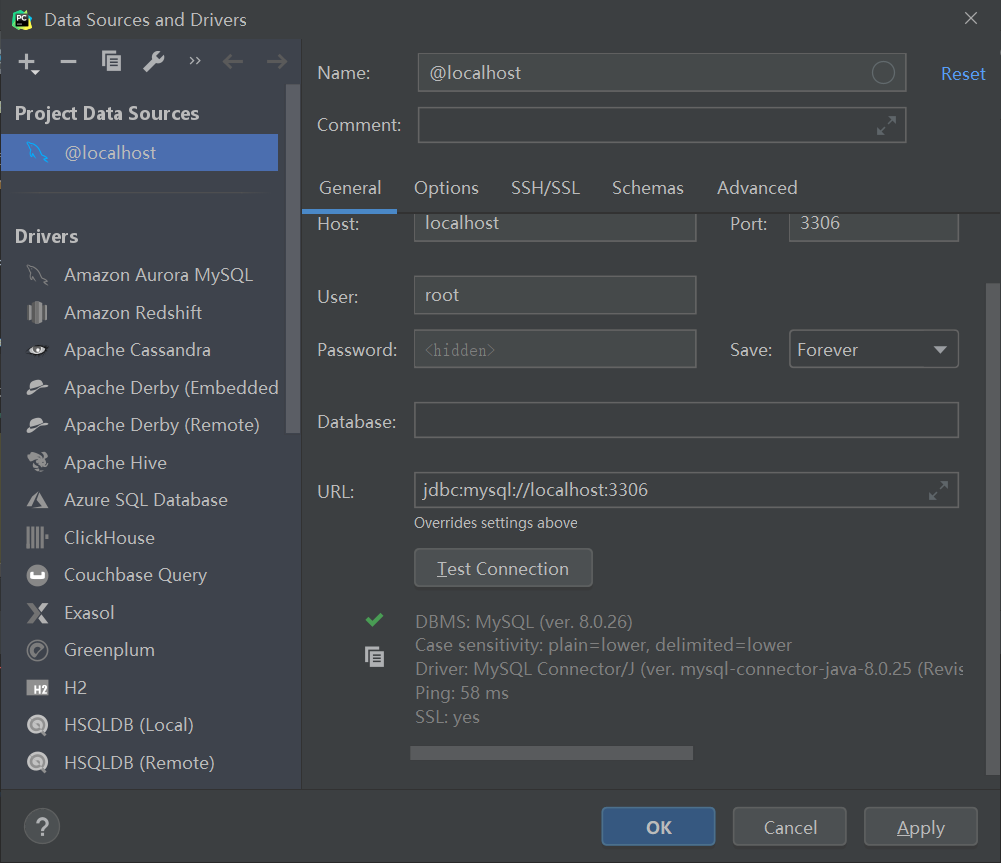 Data Sources and Drivers
Project Data Sources
@localhost
Drivers
Amazon Aurora MySQL
Amazon Redshift
Apache Cassandra
Apache Derby (Embedded
Apache Derby (Remote)
Apache Hive
Azure SQL Database
ClickHouse
Couchbase Query
Exasol
Greenplum
H2
HSQLDB (Local)
HSQLDB (Remote)
Name: @localhost Reset
Comment:
General Options SSH/SSL Schemas Advanced
Host: localhost Port: 3306
User: root
Password: <hidden> Save: Forever
Database:
URL: jdbc:mysql://localhost:3306
Overrides settings above
Test Connection
DBMS: MySQL (ver. 8.0.26)
Case sensitivity: plain=lower, delimited=lower
Driver: MySQL Connector/J (ver. mysql-connector-java-8.0.25 (Revis
Ping: 58 ms
SSL: yes
? OK Cancel Apply